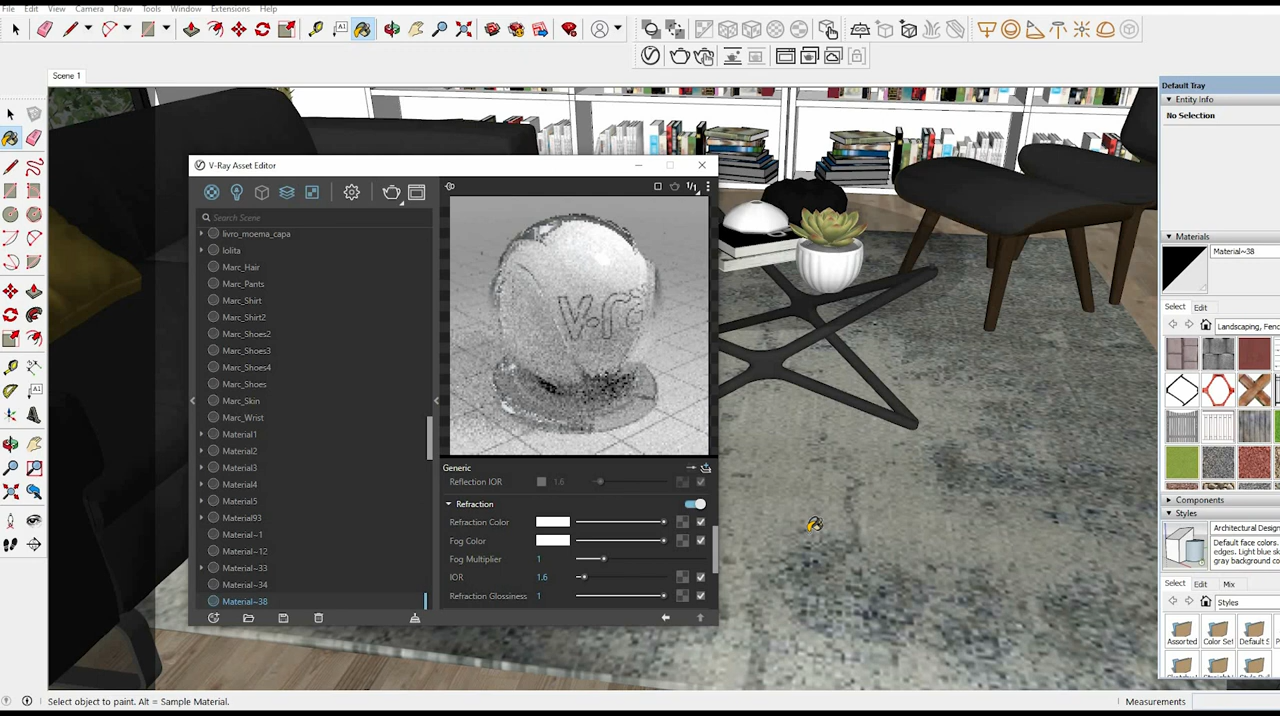 File Edit View Camera Draw Tools Window Extensions Help
Scene 1
Default Tray
Entity Info
No Selection
Materials
Material~38
Select Edit
Landscaping, Fenc
Components
Styles
Architectural Design
Default face colors.
edges. Light blue sk
gray background co
Select Edit Mix
Styles
Assorted Color Set Default S
V-Ray Asset Editor
Search Scene
livro_moema_capa
lolita
Marc_Hair
Marc_Pants
Marc_Shirt
Marc_Shirt2
Marc_Shoes2
Marc_Shoes3
Marc_Shoes4
Marc_Shoes
Marc_Skin
Marc_Wrist
Material1
Material2
Material3
Material4
Material5
Material93
Material~1
Material~12
Material~33
Material~34
Material~38
1/1
V-r
Generic
Reflection IOR 1.6
Refraction
Refraction Color
Fog Color
Fog Multiplier 1
IOR 1.6
Refraction Glossiness 1
Select object to paint. Alt = Sample Material.
Measurements